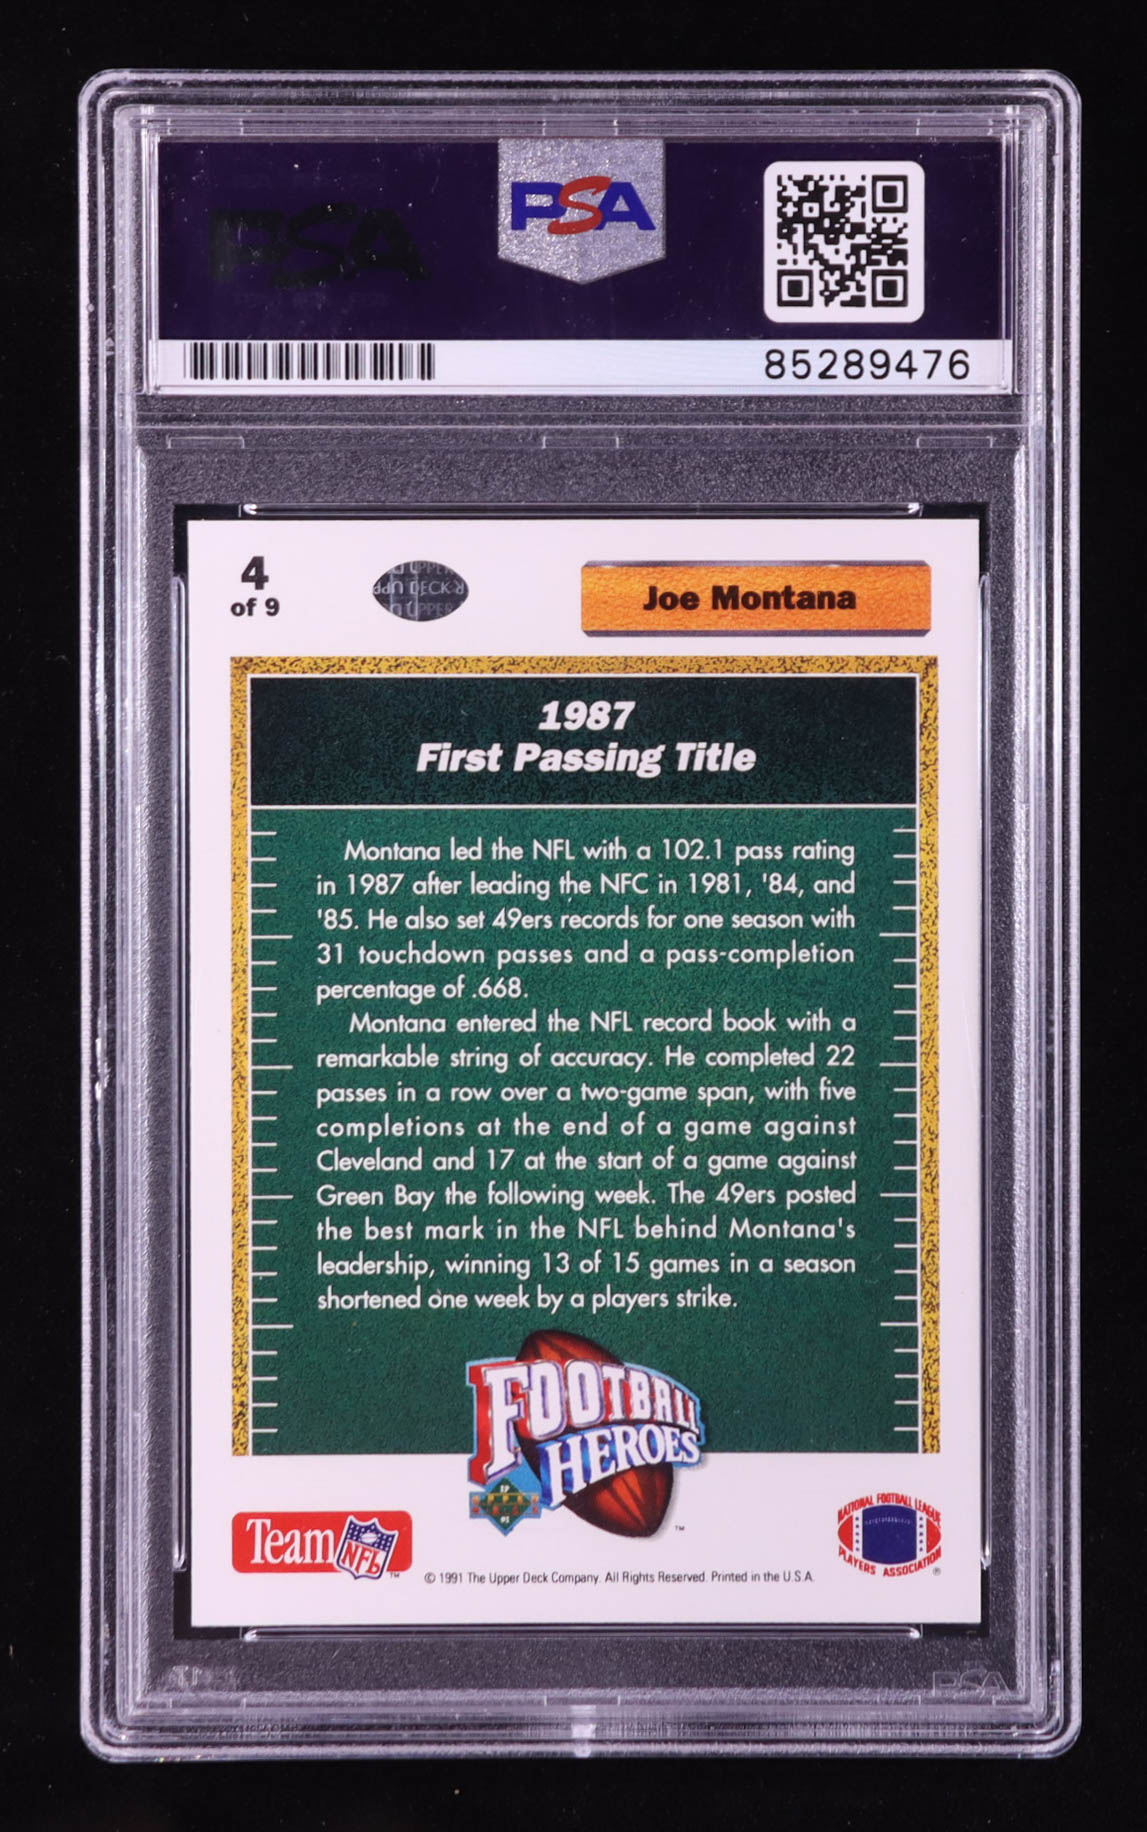 PSA
PSA
85289476
4
of 9
UPPER
UPPER DECK
UPPER
Joe Montana
1987
First Passing Title
Montana led the NFL with a 102.1 pass rating
in 1987 after leading the NFC in 1981, '84, and
'85. He also set 49ers records for one season with
31 touchdown passes and a pass-completion
percentage of .668.
Montana entered the NFL record book with a
remarkable string of accuracy. He completed 22
passes in a row over a two-game span, with five
completions at the end of a game against
Cleveland and 17 at the start of a game against
Green Bay the following week. The 49ers posted
the best mark in the NFL behind Montana's
leadership, winning 13 of 15 games in a season
shortened one week by a players strike.
FOOTBALL
HEROES
™
Team NFL ™
© 1991 The Upper Deck Company. All Rights Reserved. Printed in the U.S.A.
NATIONAL FOOTBALL LEAGUE
PLAYERS ASSOCIATION ®
PSA